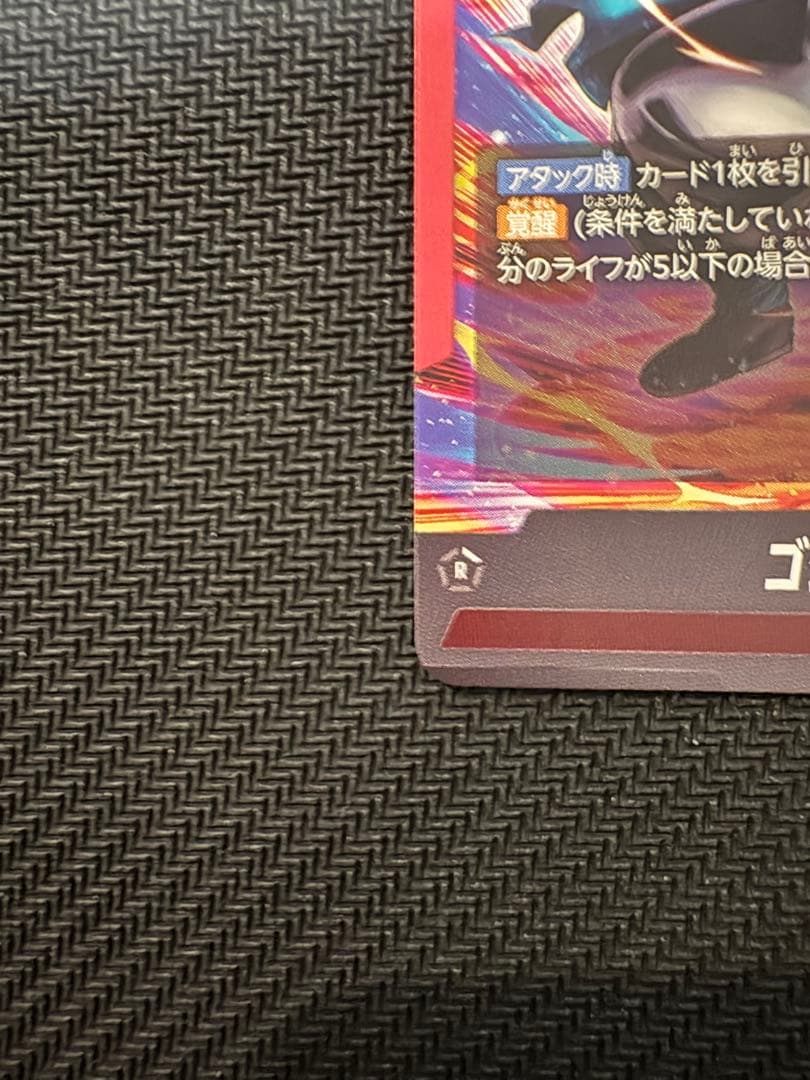 アタック時 カード1枚を引
覚醒 (条件を満たしてい
分のライフが5以下の場合
R
ゴ